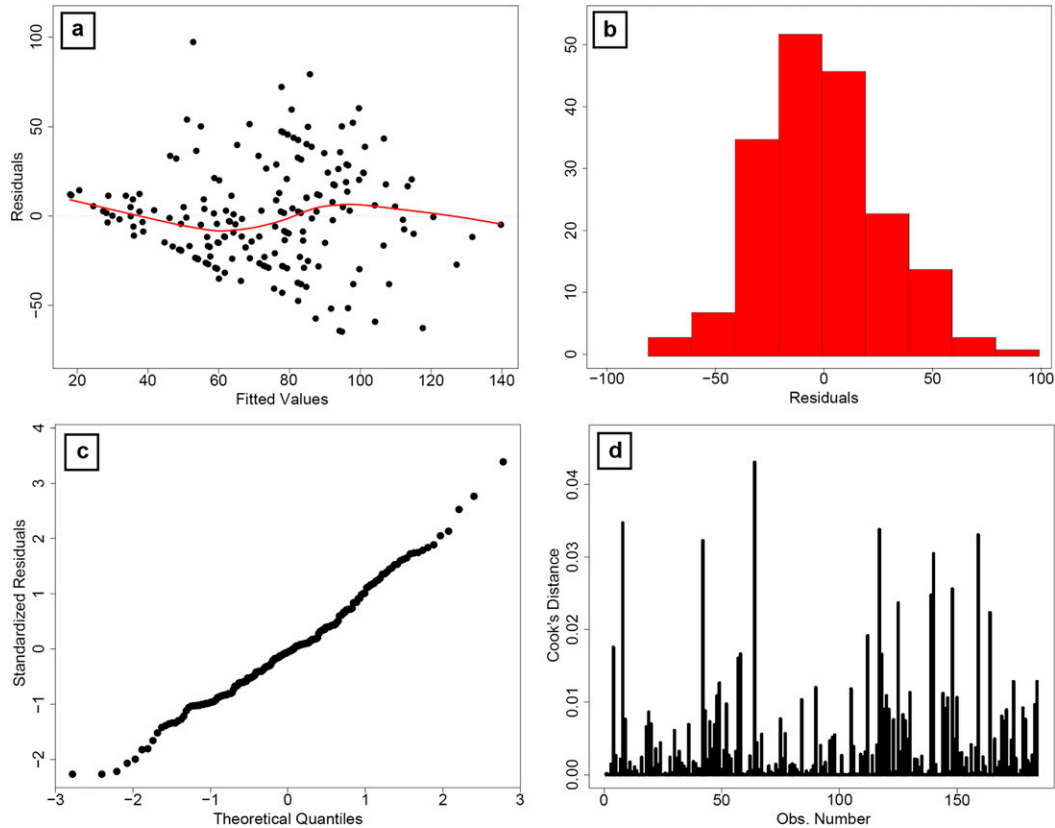 a
Residuals
100
50
0
−50
20 40 60 80 100 120 140
Fitted Values
b
50
40
30
20
10
0
−100 −50 0 50 100
Residuals
c
Standardized Residuals
4
3
2
1
0
−1
−2
−3 −2 −1 0 1 2 3
Theoretical Quantiles
d
Cook's Distance
0.04
0.03
0.02
0.01
0.00
0 50 100 150
Obs. Number